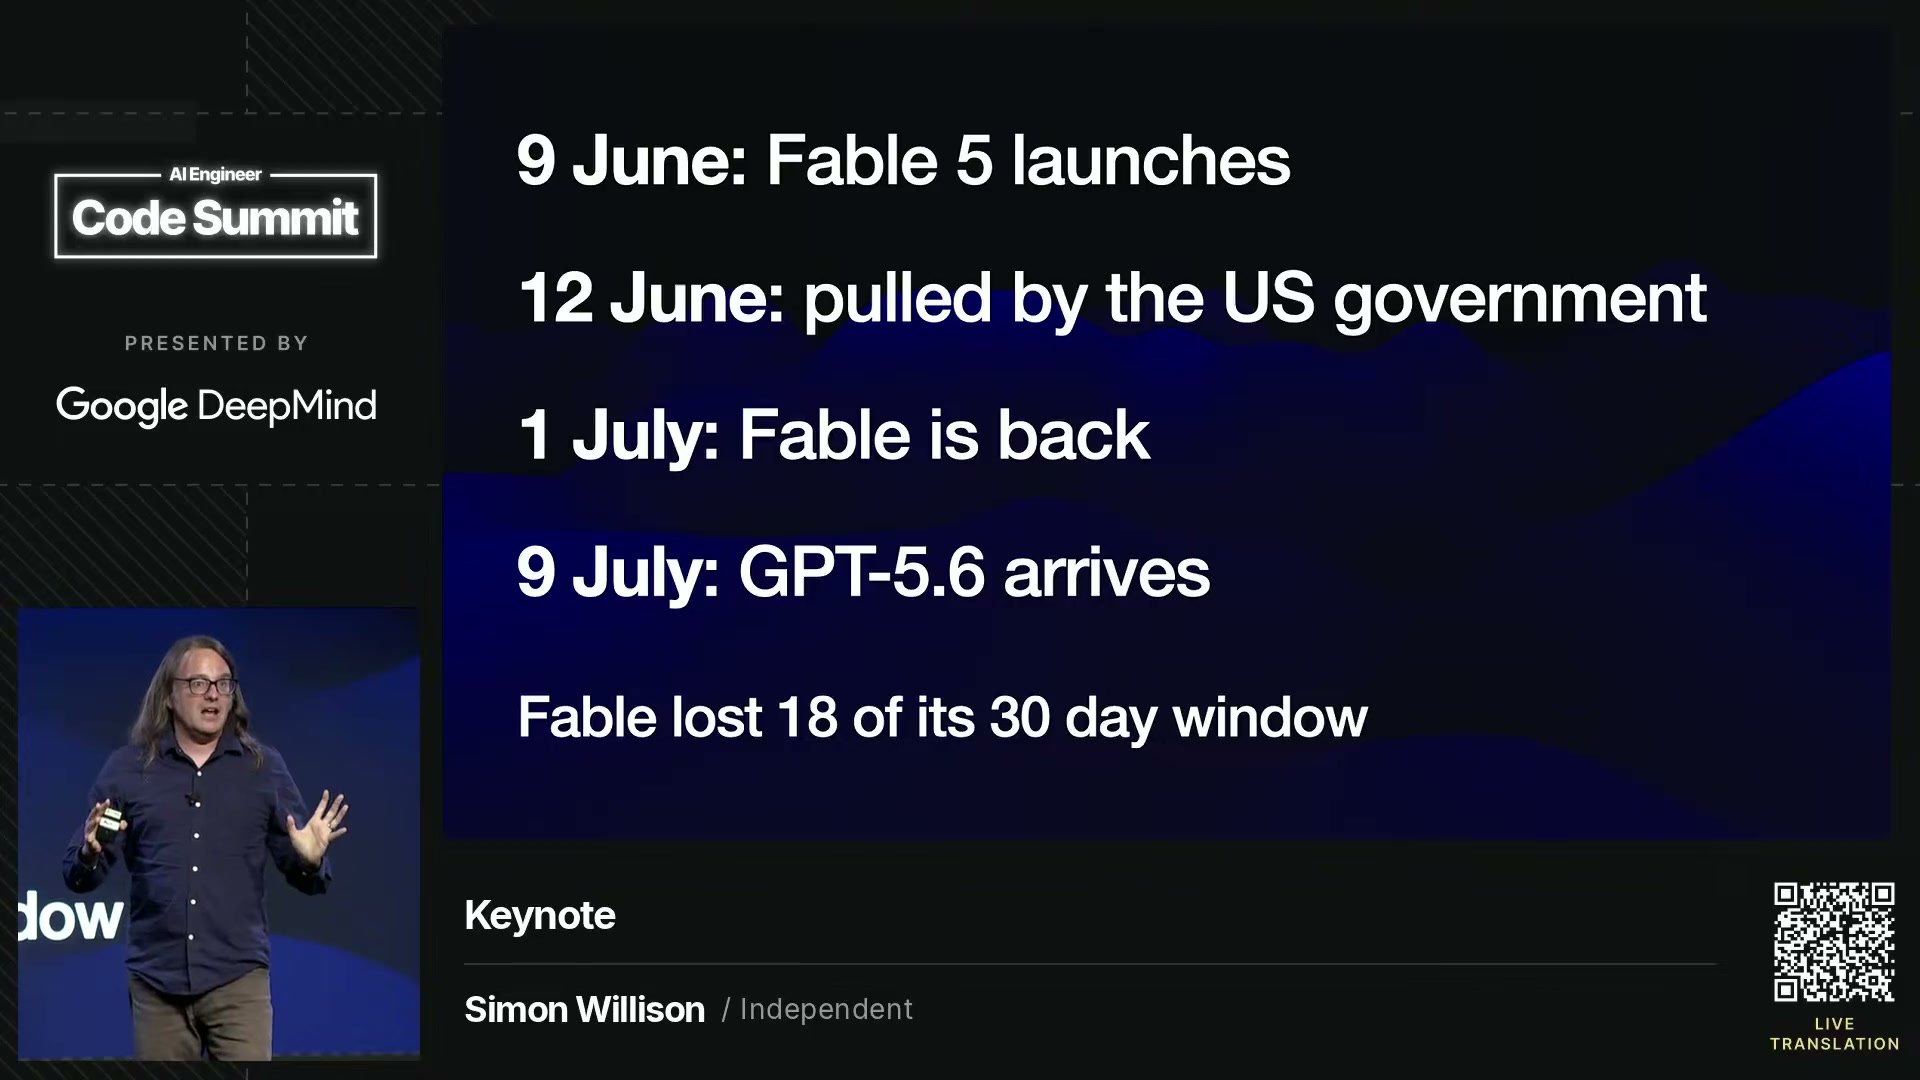 AI Engineer
Code Summit
PRESENTED BY
Google DeepMind
9 June: Fable 5 launches
12 June: pulled by the US government
1 July: Fable is back
9 July: GPT-5.6 arrives
Fable lost 18 of its 30 day window
dow
Keynote
Simon Willison / Independent
LIVE
TRANSLATION